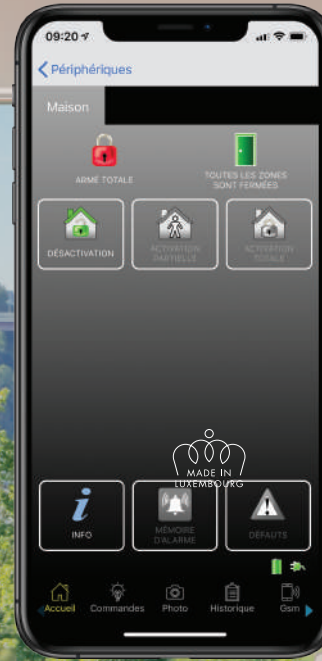 09:20
Périphériques
Maison
ARMÉ TOTALE
TOUTES LES ZONES
SONT FERMÉES
DÉSACTIVATION
ACTIVATION
PARTIELLE
ACTIVATION
TOTALE
MADE IN
LUXEMBOURG
INFO
MÉMOIRE
D'ALARME
DÉFAUTS
Accueil
Commandes
Photo
Historique
Gsm